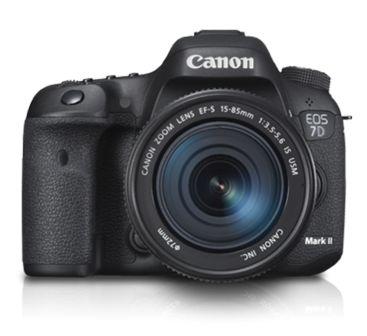 Canon
EOS
7D
CANON ZOOM LENS EF-S 15-85mm 1:3.5-5.6 IS USM
ø72mm
CANON INC.
Mark II